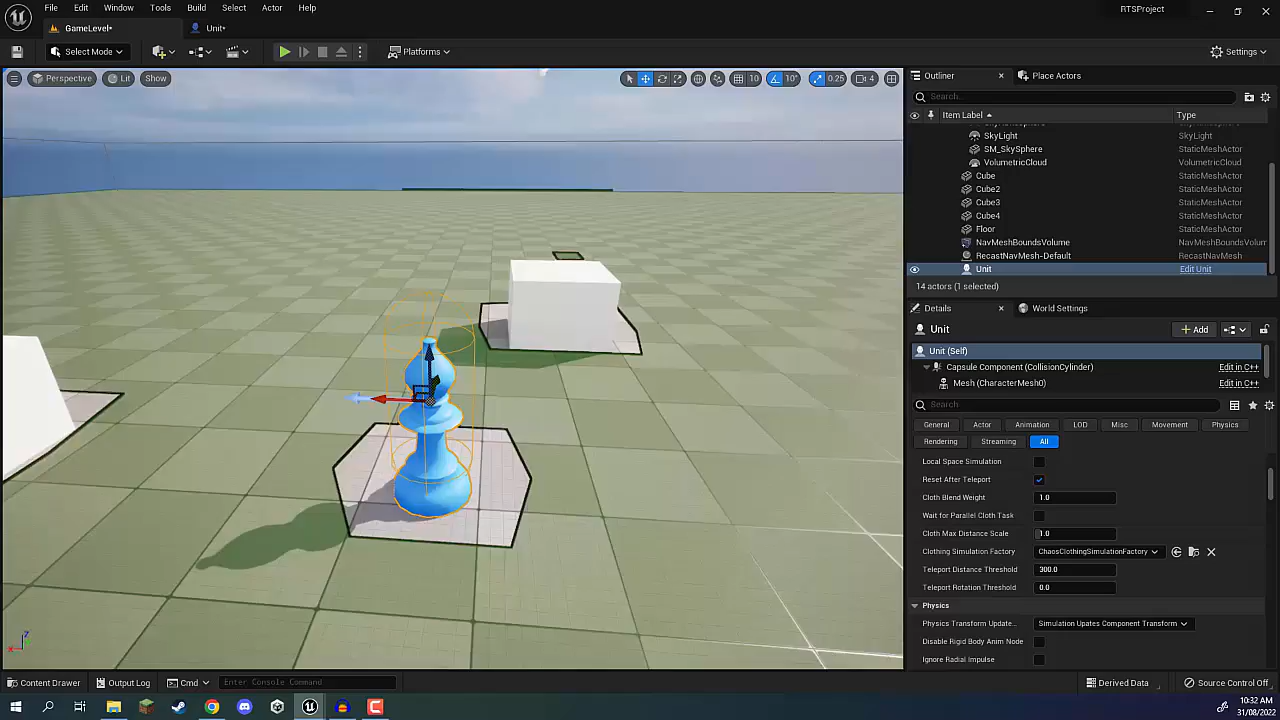 File Edit Window Tools Build Select Actor Help
RTSProject
GameLevel*
Unit*
Select Mode
Platforms
Settings
Perspective
Lit
Show
10
10°
0.25
4
Outliner
Place Actors
Search...
Item Label
Type
SkyLight
SkyLight
SM_SkySphere
StaticMeshActor
VolumetricCloud
VolumetricCloud
Cube
StaticMeshActor
Cube2
StaticMeshActor
Cube3
StaticMeshActor
Cube4
StaticMeshActor
Floor
StaticMeshActor
NavMeshBoundsVolume
NavMeshBoundsVolum
RecastNavMesh-Default
RecastNavMesh
Unit
Edit Unit
14 actors (1 selected)
Details
World Settings
Unit
Add
Unit (Self)
Capsule Component (CollisionCylinder)
Edit in C++
Mesh (CharacterMesh0)
Edit in C++
Search
General
Actor
Animation
LOD
Misc
Movement
Physics
Rendering
Streaming
All
Local Space Simulation
Reset After Teleport
Cloth Blend Weight
1.0
Wait for Parallel Cloth Task
Cloth Max Distance Scale
1.0
Clothing Simulation Factory
ChaosClothingSimulationFactory
Teleport Distance Threshold
300.0
Teleport Rotation Threshold
0.0
Physics
Physics Transform Update...
Simulation Upates Component Transform
Disable Rigid Body Anim Node
Ignore Radial Impulse
Content Drawer
Output Log
Cmd
Enter Console Command
Derived Data
Source Control Off
10:32 AM
31/08/2022